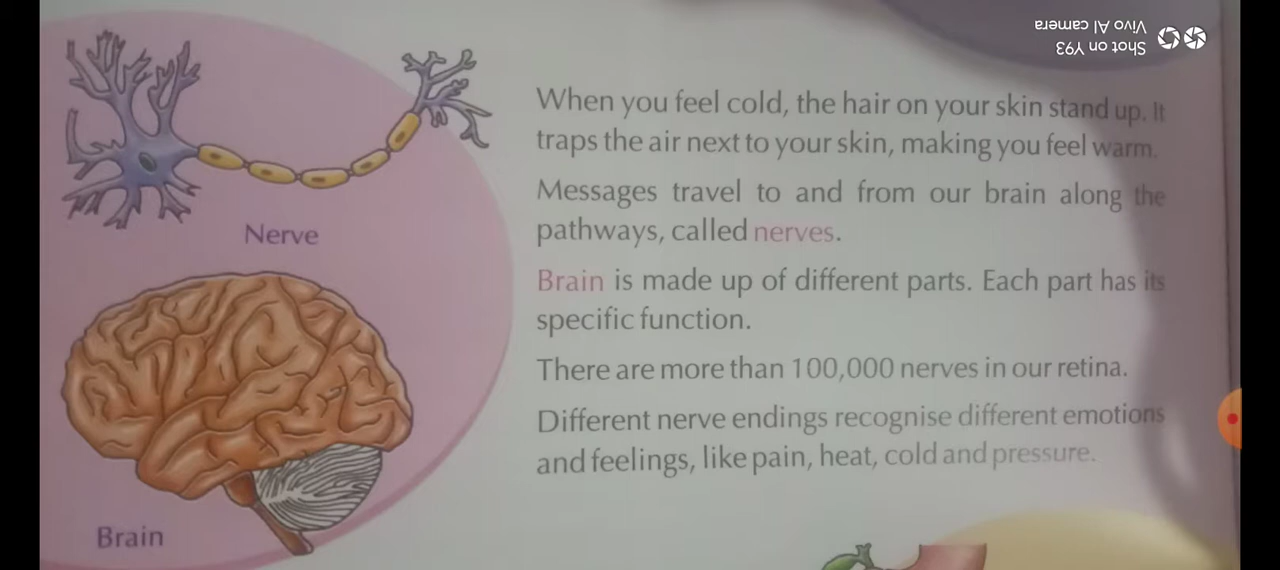 Shot on Y93
Vivo AI camera
Nerve
Brain
When you feel cold, the hair on your skin stand up. It
traps the air next to your skin, making you feel warm.
Messages travel to and from our brain along the
pathways, called nerves.
Brain is made up of different parts. Each part has its
specific function.
There are more than 100,000 nerves in our retina.
Different nerve endings recognise different emotions
and feelings, like pain, heat, cold and pressure.